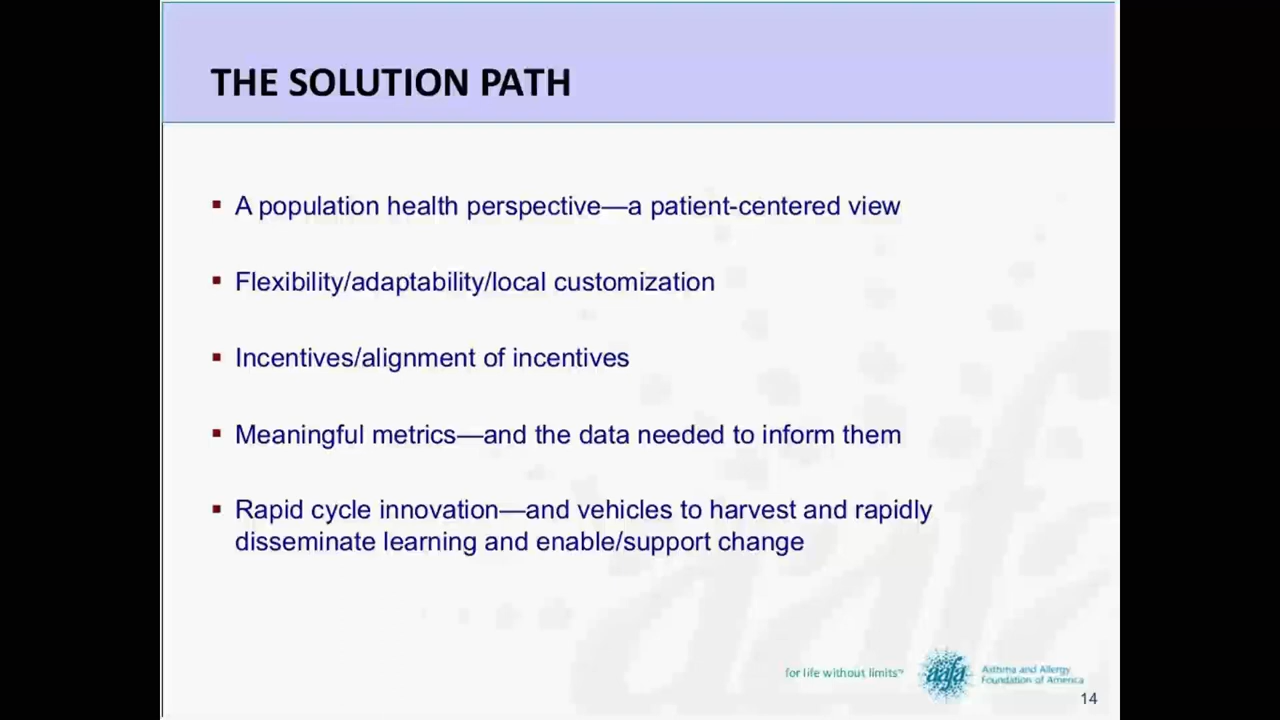 THE SOLUTION PATH
▪ A population health perspective—a patient-centered view
▪ Flexibility/adaptability/local customization
▪ Incentives/alignment of incentives
▪ Meaningful metrics—and the data needed to inform them
▪ Rapid cycle innovation—and vehicles to harvest and rapidly
disseminate learning and enable/support change
for life without limits™
aafa
Asthma and Allergy
Foundation of America
14